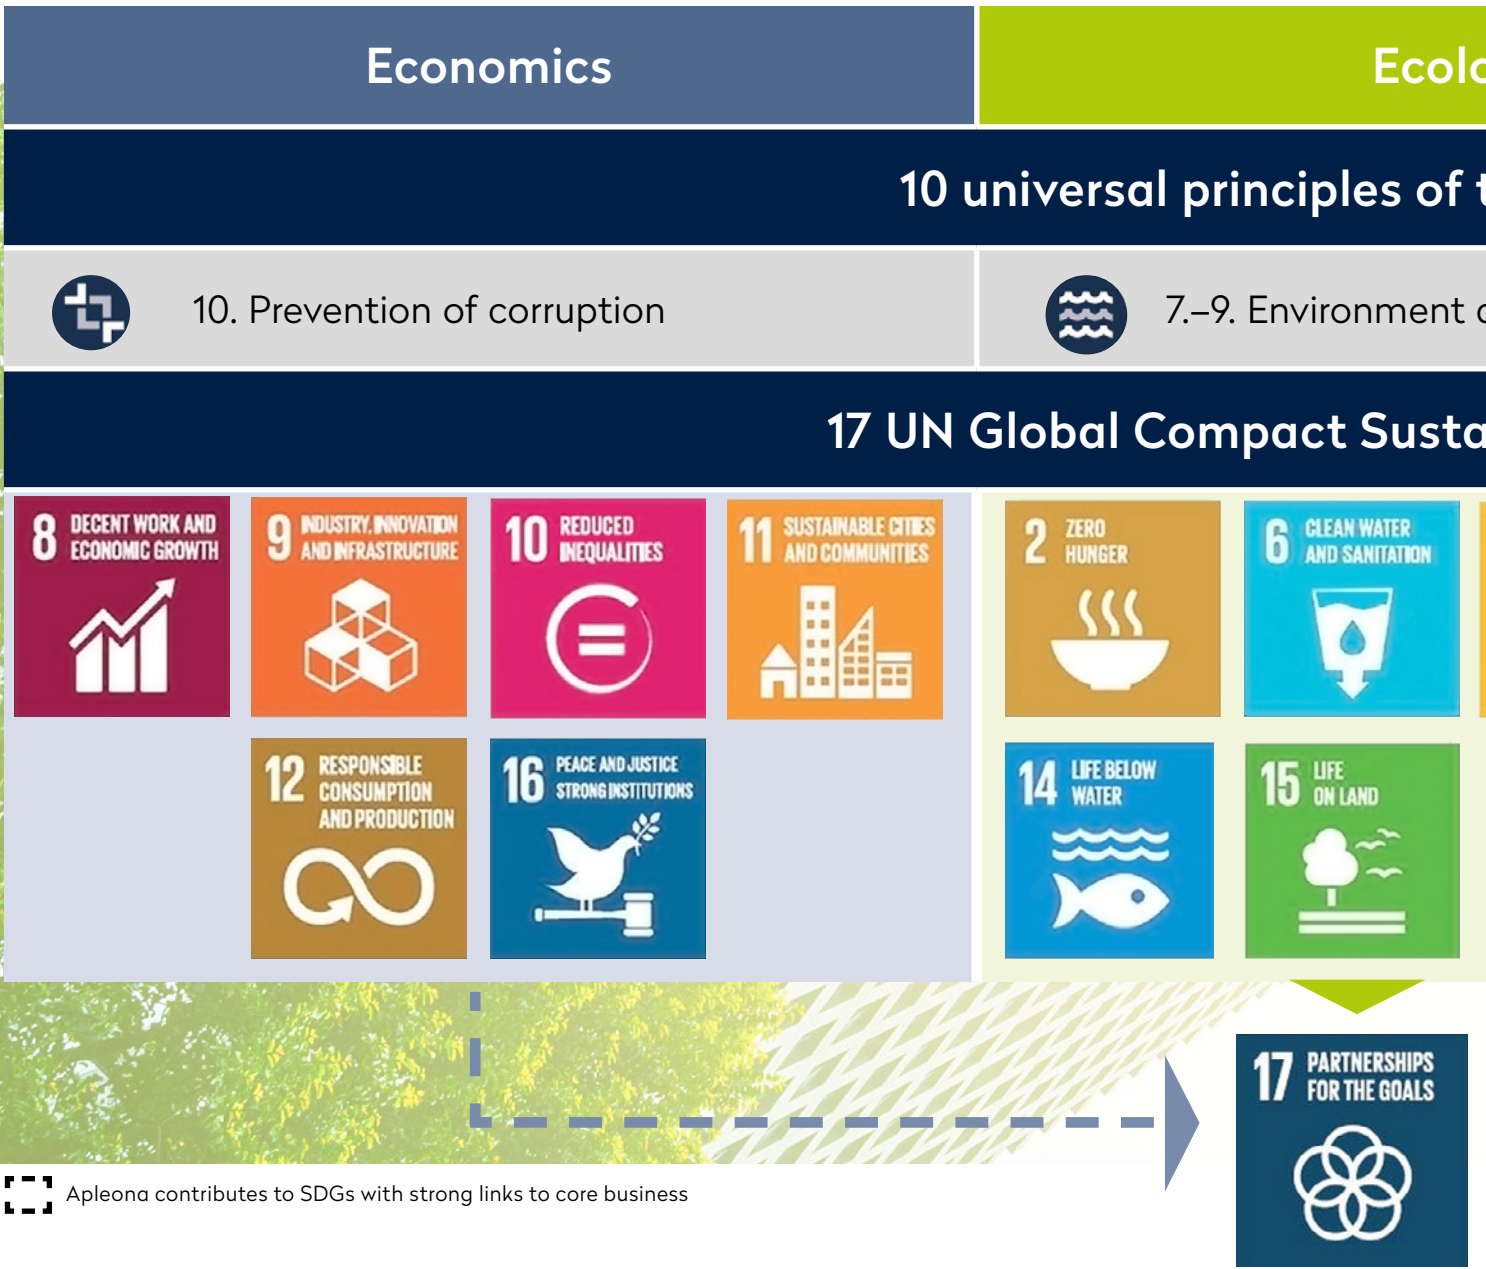 Economics
Ecolo
10 universal principles of t
10. Prevention of corruption
7.–9. Environment
17 UN Global Compact Susta
8 DECENT WORK AND
ECONOMIC GROWTH
9 INDUSTRY, INNOVATION
AND INFRASTRUCTURE
10 REDUCED
INEQUALITIES
11 SUSTAINABLE CITIES
AND COMMUNITIES
2 ZERO
HUNGER
6 CLEAN WATER
AND SANITATION
12 RESPONSIBLE
CONSUMPTION
AND PRODUCTION
16 PEACE AND JUSTICE
STRONG INSTITUTIONS
14 LIFE BELOW
WATER
15 LIFE
ON LAND
17 PARTNERSHIPS
FOR THE GOALS
Apleona contributes to SDGs with strong links to core business